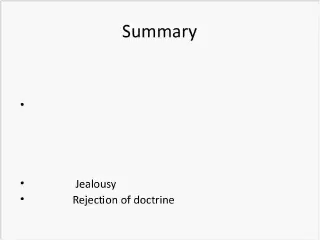 Summary
•
• Jealousy
• Rejection of doctrine